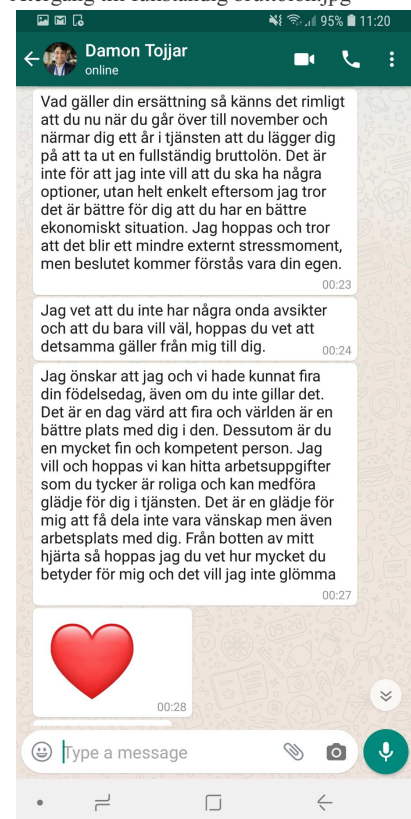 95% 11:20
Damon Tojjar
online
Vad gäller din ersättning så känns det rimligt
att du nu när du går över till november och
närmar dig ett år i tjänsten att du lägger dig
på att ta ut en fullständig bruttolön. Det är
inte för att jag inte vill att du ska ha några
optioner, utan helt enkelt eftersom jag tror
det är bättre för dig att du har en bättre
ekonomiskt situation. Jag hoppas och tror
att det blir ett mindre externt stressmoment,
men beslutet kommer förstås vara din egen.
00:23
Jag vet att du inte har några onda avsikter
och att du bara vill väl, hoppas du vet att
detsamma gäller från mig till dig.
00:24
Jag önskar att jag och vi hade kunnat fira
din födelsedag, även om du inte gillar det.
Det är en dag värd att fira och världen är en
bättre plats med dig i den. Dessutom är du
en mycket fin och kompetent person. Jag
vill och hoppas vi kan hitta arbetsuppgifter
som du tycker är roliga och kan medföra
glädje för dig i tjänsten. Det är en glädje för
mig att få dela inte vara vänskap men även
arbetsplats med dig. Från botten av mitt
hjärta så hoppas jag du vet hur mycket du
betyder för mig och det vill jag inte glömma
00:27
00:28
Type a message